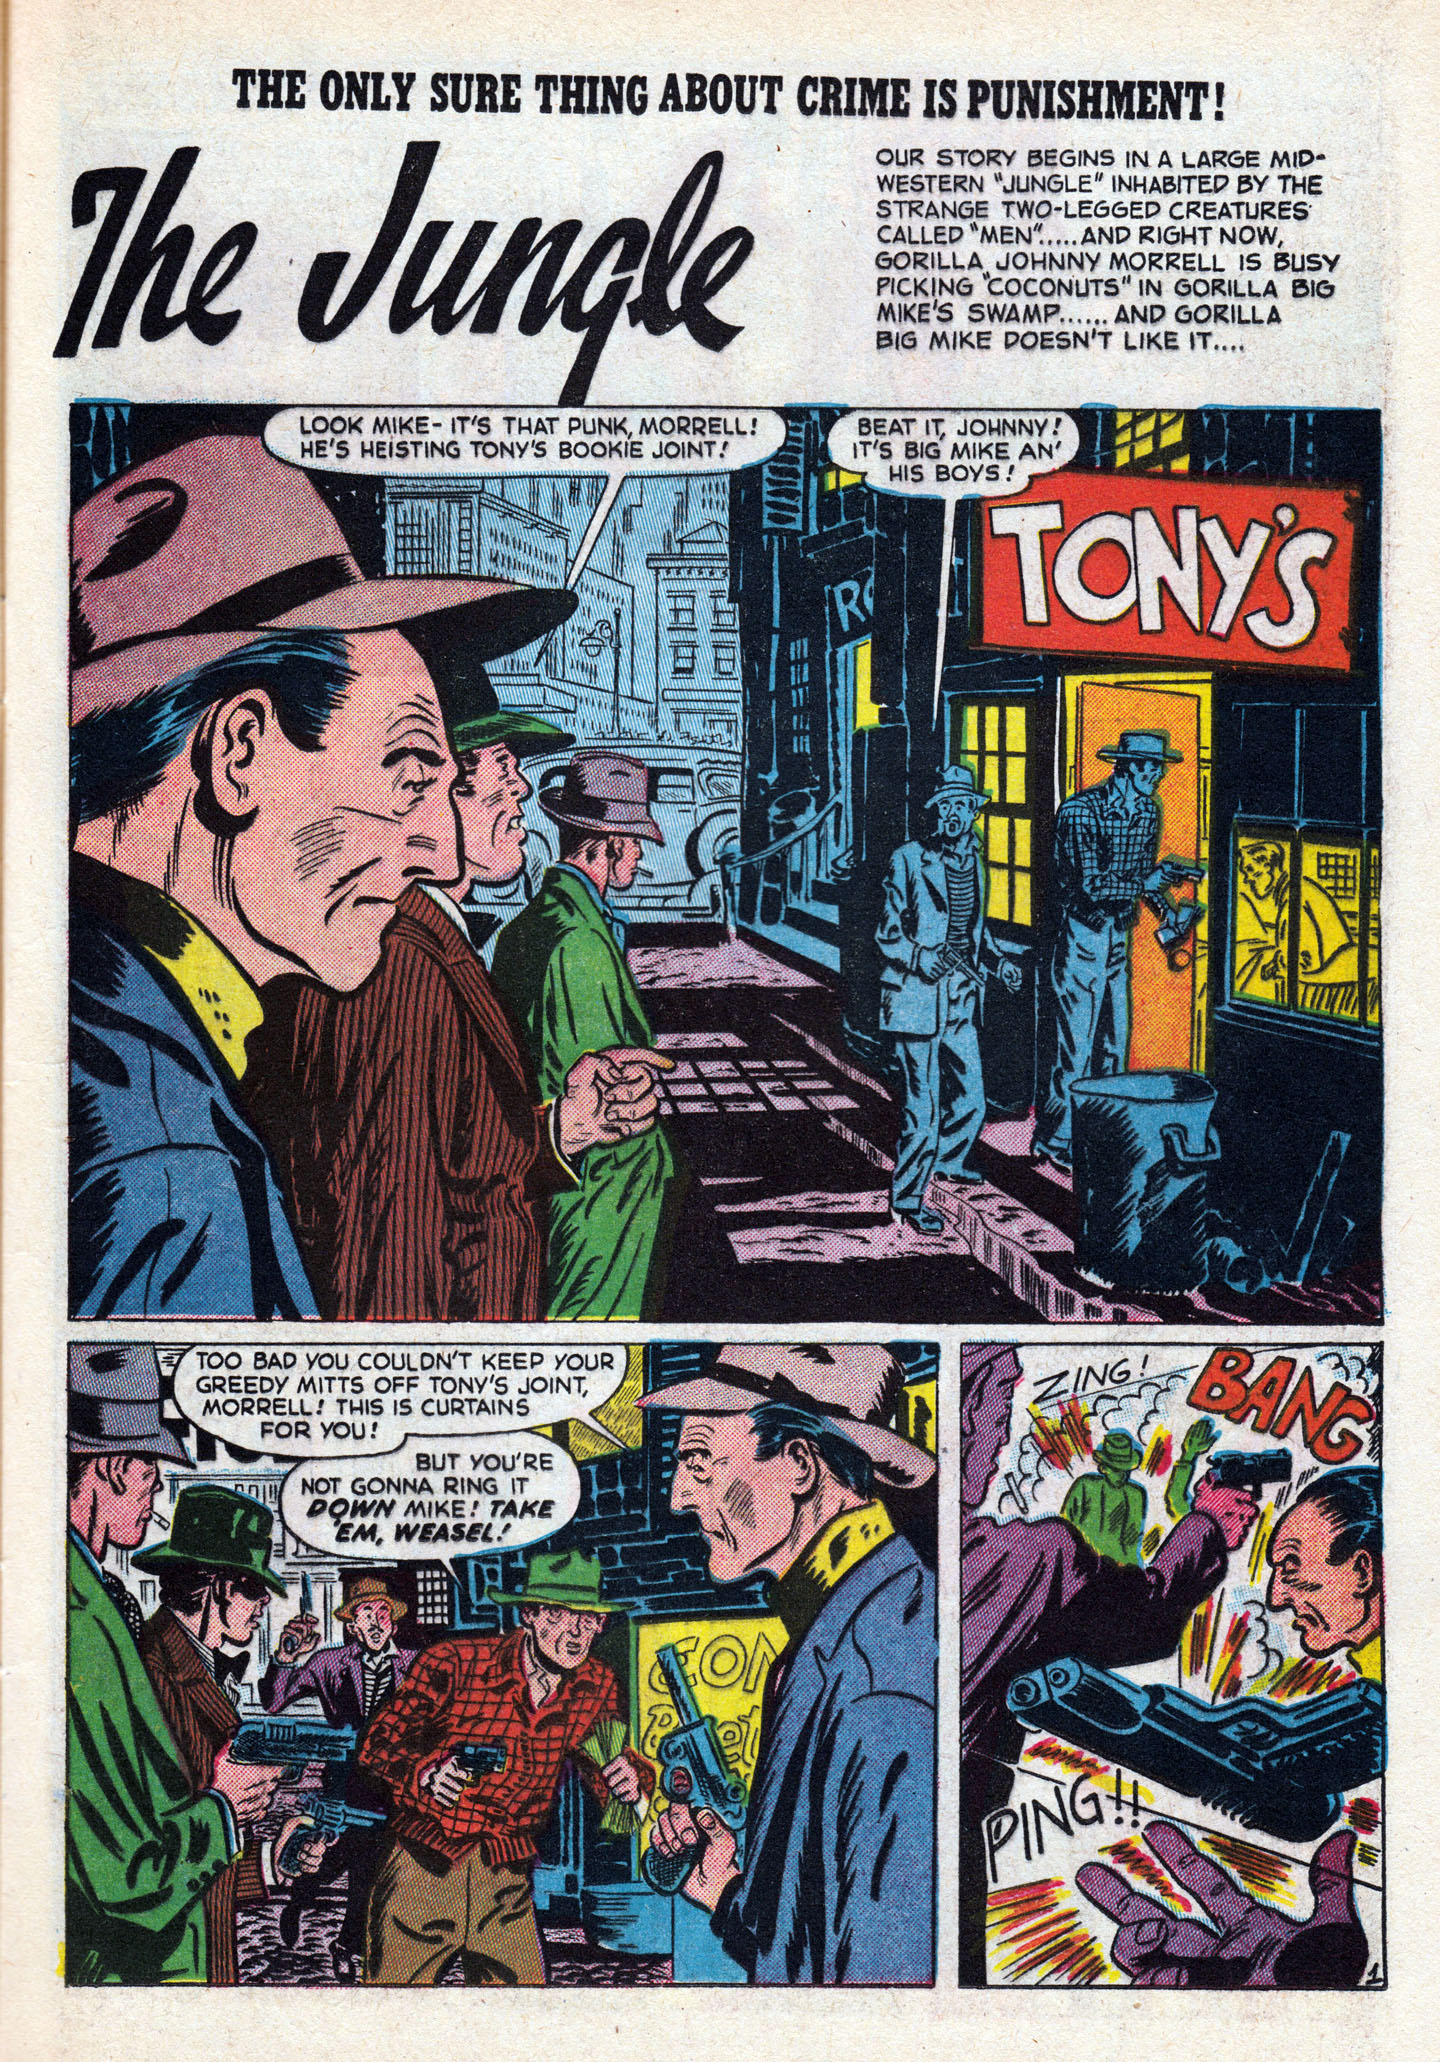 THE ONLY SURE THING ABOUT CRIME IS PUNISHMENT!
The Jungle
OUR STORY BEGINS IN A LARGE MID-
WESTERN "JUNGLE" INHABITED BY THE
STRANGE TWO-LEGGED CREATURES
CALLED "MEN".....AND RIGHT NOW,
GORILLA JOHNNY MORRELL IS BUSY
PICKING "COCONUTS" IN GORILLA BIG
MIKE'S SWAMP......AND GORILLA
BIG MIKE DOESN'T LIKE IT....
LOOK MIKE- IT'S THAT PUNK, MORRELL!
HE'S HEISTING TONY'S BOOKIE JOINT!
BEAT IT, JOHNNY!
IT'S BIG MIKE AN'
HIS BOYS!
TONY'S
TOO BAD YOU COULDN'T KEEP YOUR
GREEDY MITTS OFF TONY'S JOINT,
MORRELL! THIS IS CURTAINS
FOR YOU!
BUT YOU'RE
NOT GONNA RING IT
DOWN MIKE! TAKE
'EM, WEASEL!
ZING!
BANG
PING!!
1